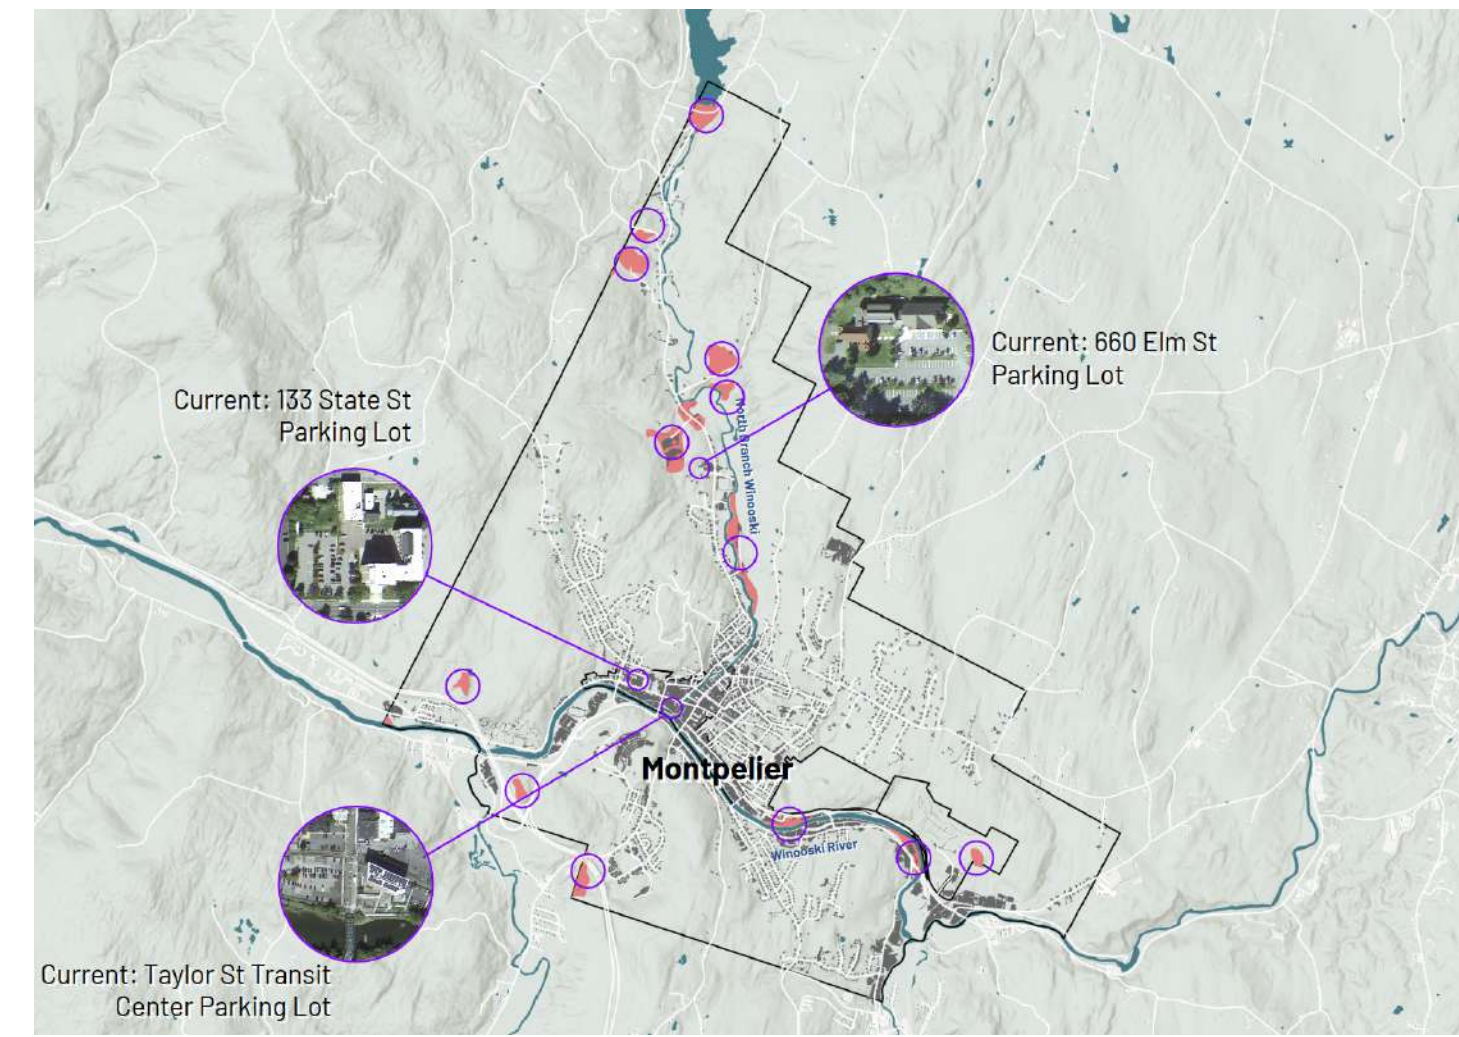 Current: 660 Elm St
Parking Lot
Current: 133 State St
Parking Lot
North Branch Winooski
Montpelier
Winooski River
Current: Taylor St Transit
Center Parking Lot